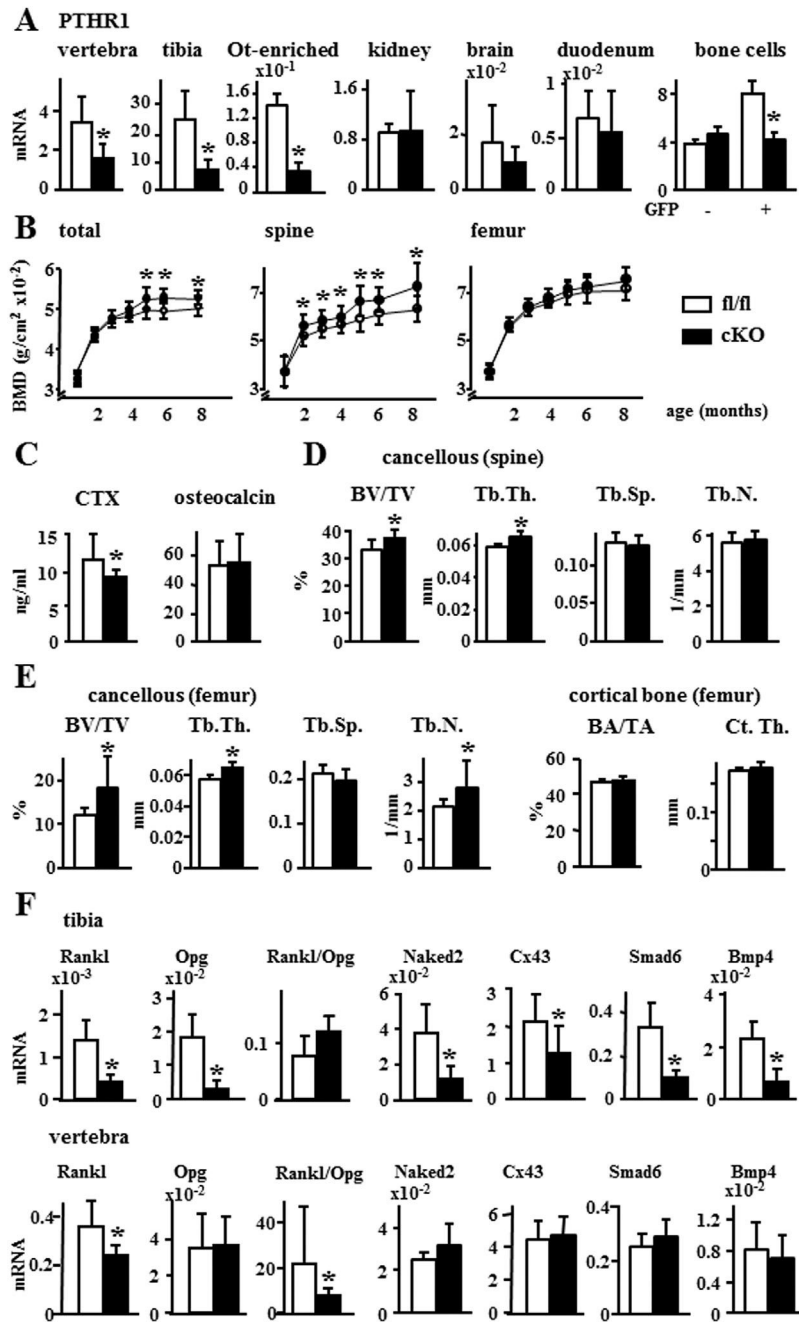 A PTHR1
vertebra tibia Ot-enriched kidney brain duodenum bone cells
x10-1 x10-2 x10-2
mRNA
4 2 0
30 20 10 0
1.6 1.2 0.8 0.4 0
1.6 0.8 0
2 0
1 0.5 0
8 4 0
* * * *
GFP - +
B total spine femur
BMD (g/cm2 x10-2)
6 5 4 3
7 5 3
7 5 3
* * * * * * * * *
2 4 6 8 2 4 6 8 2 4 6 8
age (months)
fl/fl
cKO
C
CTX osteocalcin
ng/ml
15 10 5 0
60 40 20 0
*
D
cancellous (spine)
BV/TV Tb.Th. Tb.Sp. Tb.N.
% mm 1/mm
40 30 20 10 0
0.06 0.04 0.02 0
0.10 0.05 0
6 4 2 0
* *
E
cancellous (femur) cortical bone (femur)
BV/TV Tb.Th. Tb.Sp. Tb.N. BA/TA Ct. Th.
% mm 1/mm % mm
20 10 0
0.06 0.04 0.02 0
0.2 0.1 0
3 2 1 0
60 40 20 0
0.1 0
* * *
F
tibia
Rankl Opg Rankl/Opg Naked2 Cx43 Smad6 Bmp4
x10-3 x10-2 x10-2 x10-2
mRNA
2 1 0
3 2 1 0
0.1 0
6 4 2 0
3 2 1 0
0.4 0.2 0
4 2 0
* * * * * *
vertebra
Rankl Opg Rankl/Opg Naked2 Cx43 Smad6 Bmp4
x10-2 x10-2 x10-2
mRNA
0.4 0.2 0
6 4 2 0
40 20 0
4 2 0
6 4 2 0
0.4 0.2 0
1.2 0.8 0.4 0
* *